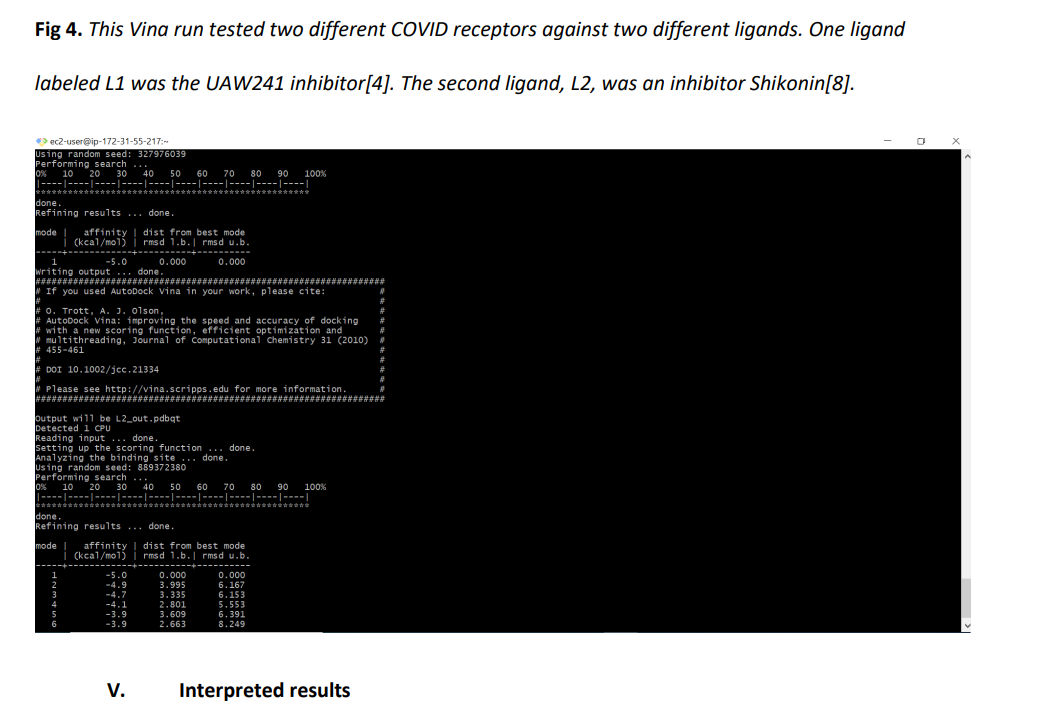 Fig 4. This Vina run tested two different COVID receptors against two different ligands. One ligand
labeled L1 was the UAW241 inhibitor[4]. The second ligand, L2, was an inhibitor Shikonin[8].
ec2-user@ip-172-31-55-217:~
Using random seed: 327976039
Performing search ...
0%   10   20   30   40   50   60   70   80   90   100%
|----|----|----|----|----|----|----|----|----|----|
***************************************************
done.
Refining results ... done.
mode |   affinity | dist from best mode
     | (kcal/mol) | rmsd l.b.| rmsd u.b.
-----+------------+----------+----------
   1         -5.0      0.000      0.000
Writing output ... done.
#################################################################
# If you used AutoDock Vina in your work, please cite:          #
#                                                               #
# O. Trott, A. J. Olson,                                        #
# AutoDock Vina: improving the speed and accuracy of docking    #
# with a new scoring function, efficient optimization and       #
# multithreading, Journal of Computational Chemistry 31 (2010)  #
# 455-461                                                       #
#                                                               #
# DOI 10.1002/jcc.21334                                         #
#                                                               #
# Please see http://vina.scripps.edu for more information.      #
#################################################################
Output will be L2_out.pdbqt
Detected 1 CPU
Reading input ... done.
Setting up the scoring function ... done.
Analyzing the binding site ... done.
Using random seed: 889372380
Performing search ...
0%   10   20   30   40   50   60   70   80   90   100%
|----|----|----|----|----|----|----|----|----|----|
***************************************************
done.
Refining results ... done.
mode |   affinity | dist from best mode
     | (kcal/mol) | rmsd l.b.| rmsd u.b.
-----+------------+----------+----------
   1         -5.0      0.000      0.000
   2         -4.9      3.995      6.167
   3         -4.7      3.335      6.153
   4         -4.1      2.801      5.553
   5         -3.9      3.609      6.391
   6         -3.9      2.663      8.249
V. Interpreted results